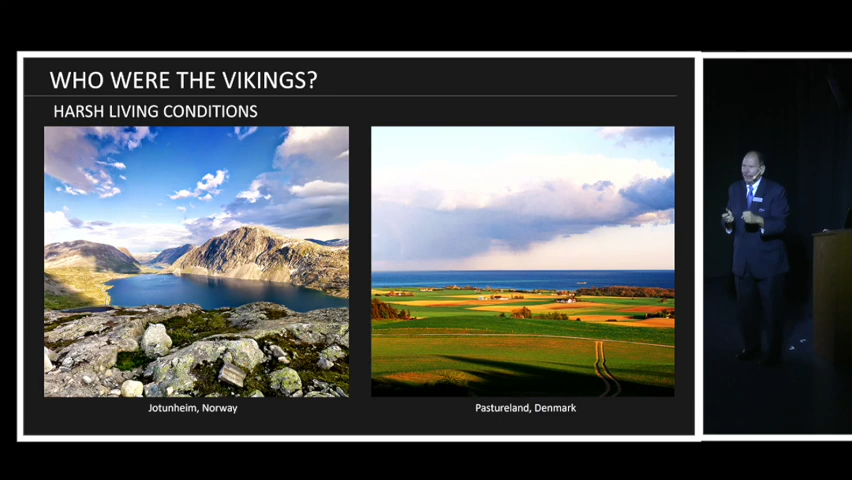 WHO WERE THE VIKINGS?
HARSH LIVING CONDITIONS
Jotunheim, Norway
Pastureland, Denmark